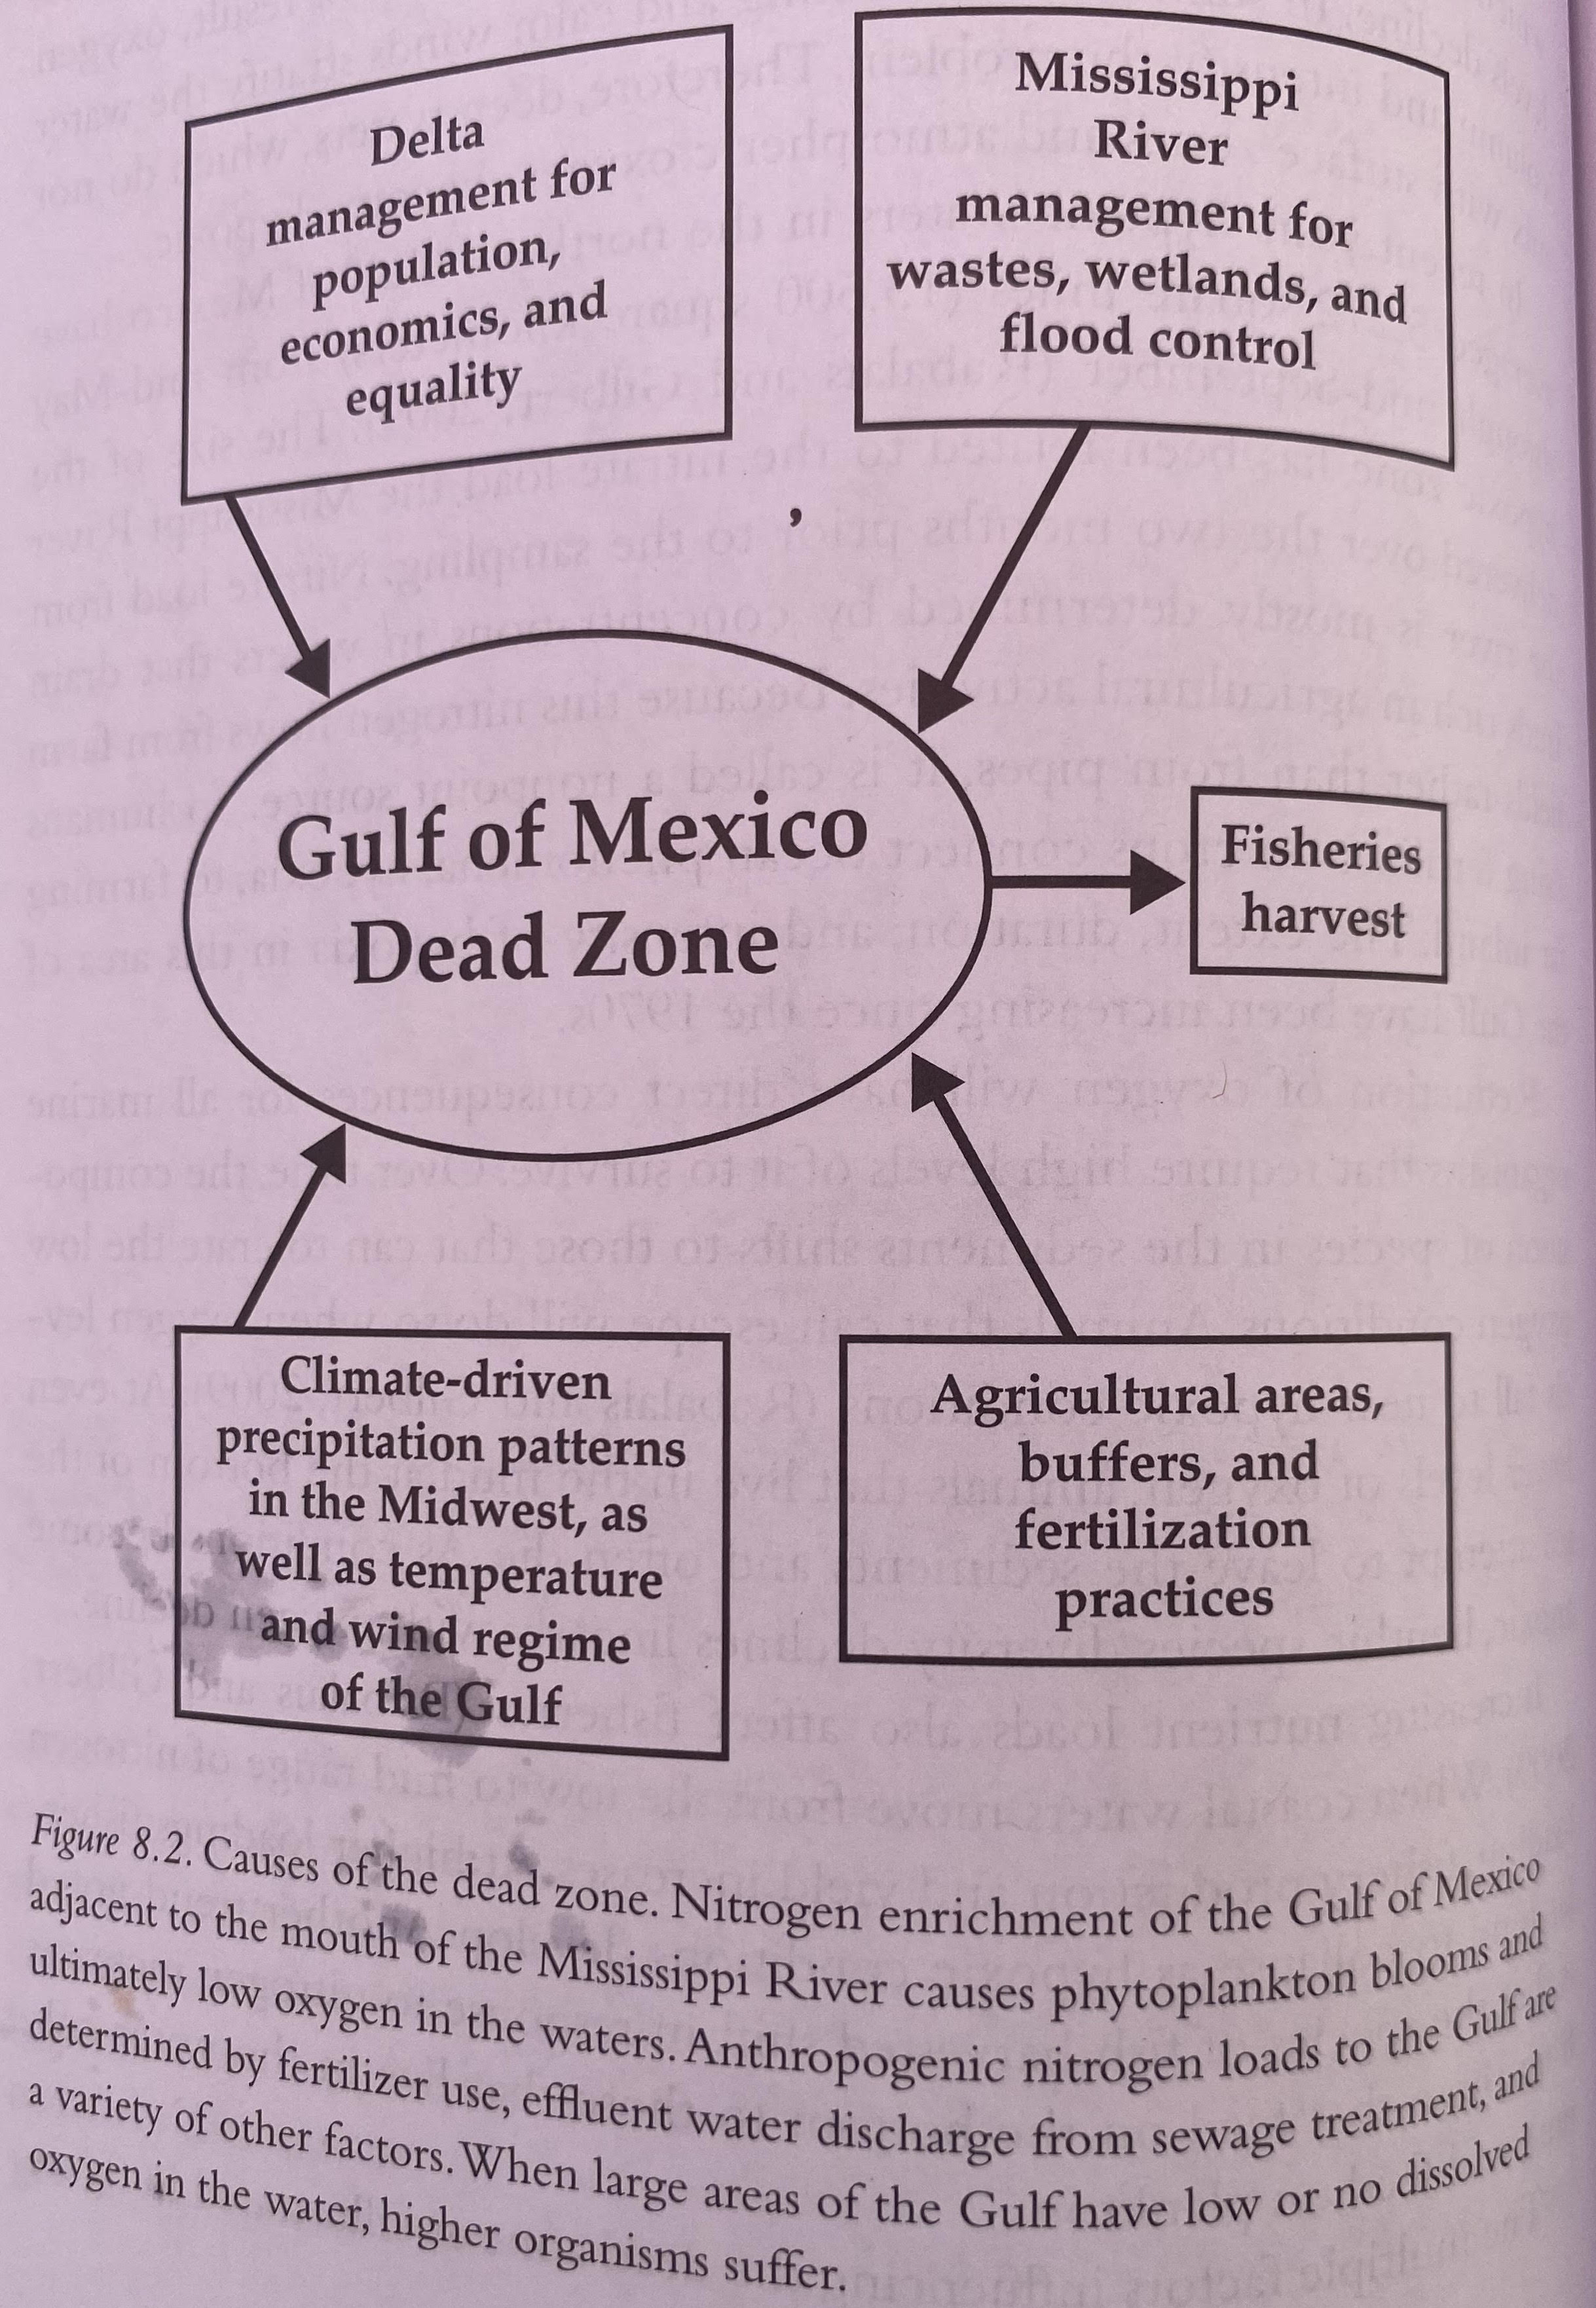 Delta
management for
population,
economics, and
equality
Mississippi
River
management for
wastes, wetlands, and
flood control
Gulf of Mexico
Dead Zone
Fisheries
harvest
Climate-driven
precipitation patterns
in the Midwest, as
well as temperature
and wind regime
of the Gulf
Agricultural areas,
buffers, and
fertilization
practices
Figure 8.2. Causes of the dead zone. Nitrogen enrichment of the Gulf of Mexico
adjacent to the mouth of the Mississippi River causes phytoplankton blooms and
ultimately low oxygen in the waters. Anthropogenic nitrogen loads to the Gulf are
determined by fertilizer use, effluent water discharge from sewage treatment, and
a variety of other factors. When large areas of the Gulf have low or no dissolved
oxygen in the water, higher organisms suffer.